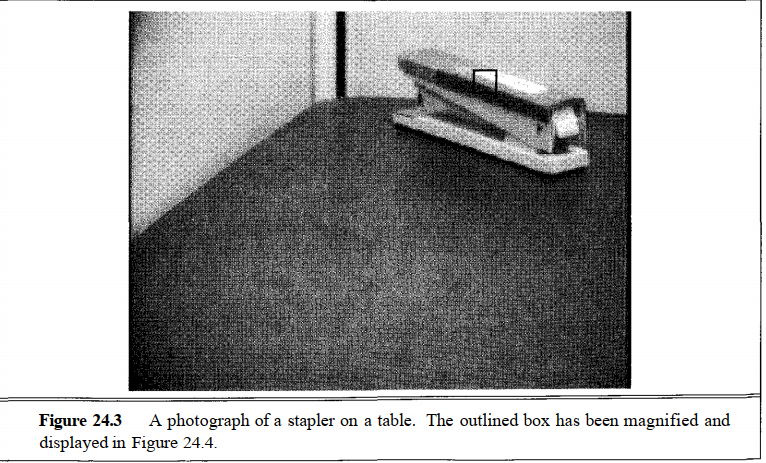 Figure 24.3 A photograph of a stapler on a table. The outlined box has been magnified and
displayed in Figure 24.4.